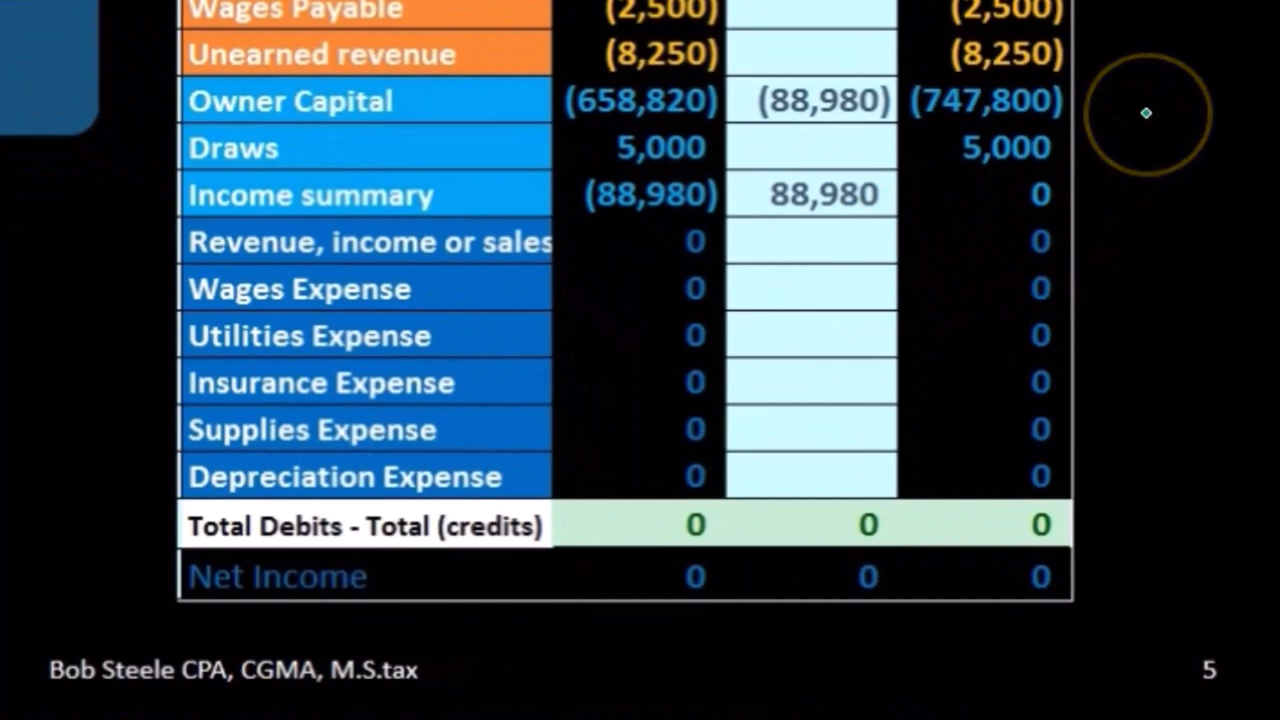 Wages Payable (2,500) (2,500)
Unearned revenue (8,250) (8,250)
Owner Capital (658,820) (88,980) (747,800)
Draws 5,000 5,000
Income summary (88,980) 88,980 0
Revenue, income or sales 0 0
Wages Expense 0 0
Utilities Expense 0 0
Insurance Expense 0 0
Supplies Expense 0 0
Depreciation Expense 0 0
Total Debits - Total (credits) 0 0 0
Net Income 0 0 0
Bob Steele CPA, CGMA, M.S.tax 5